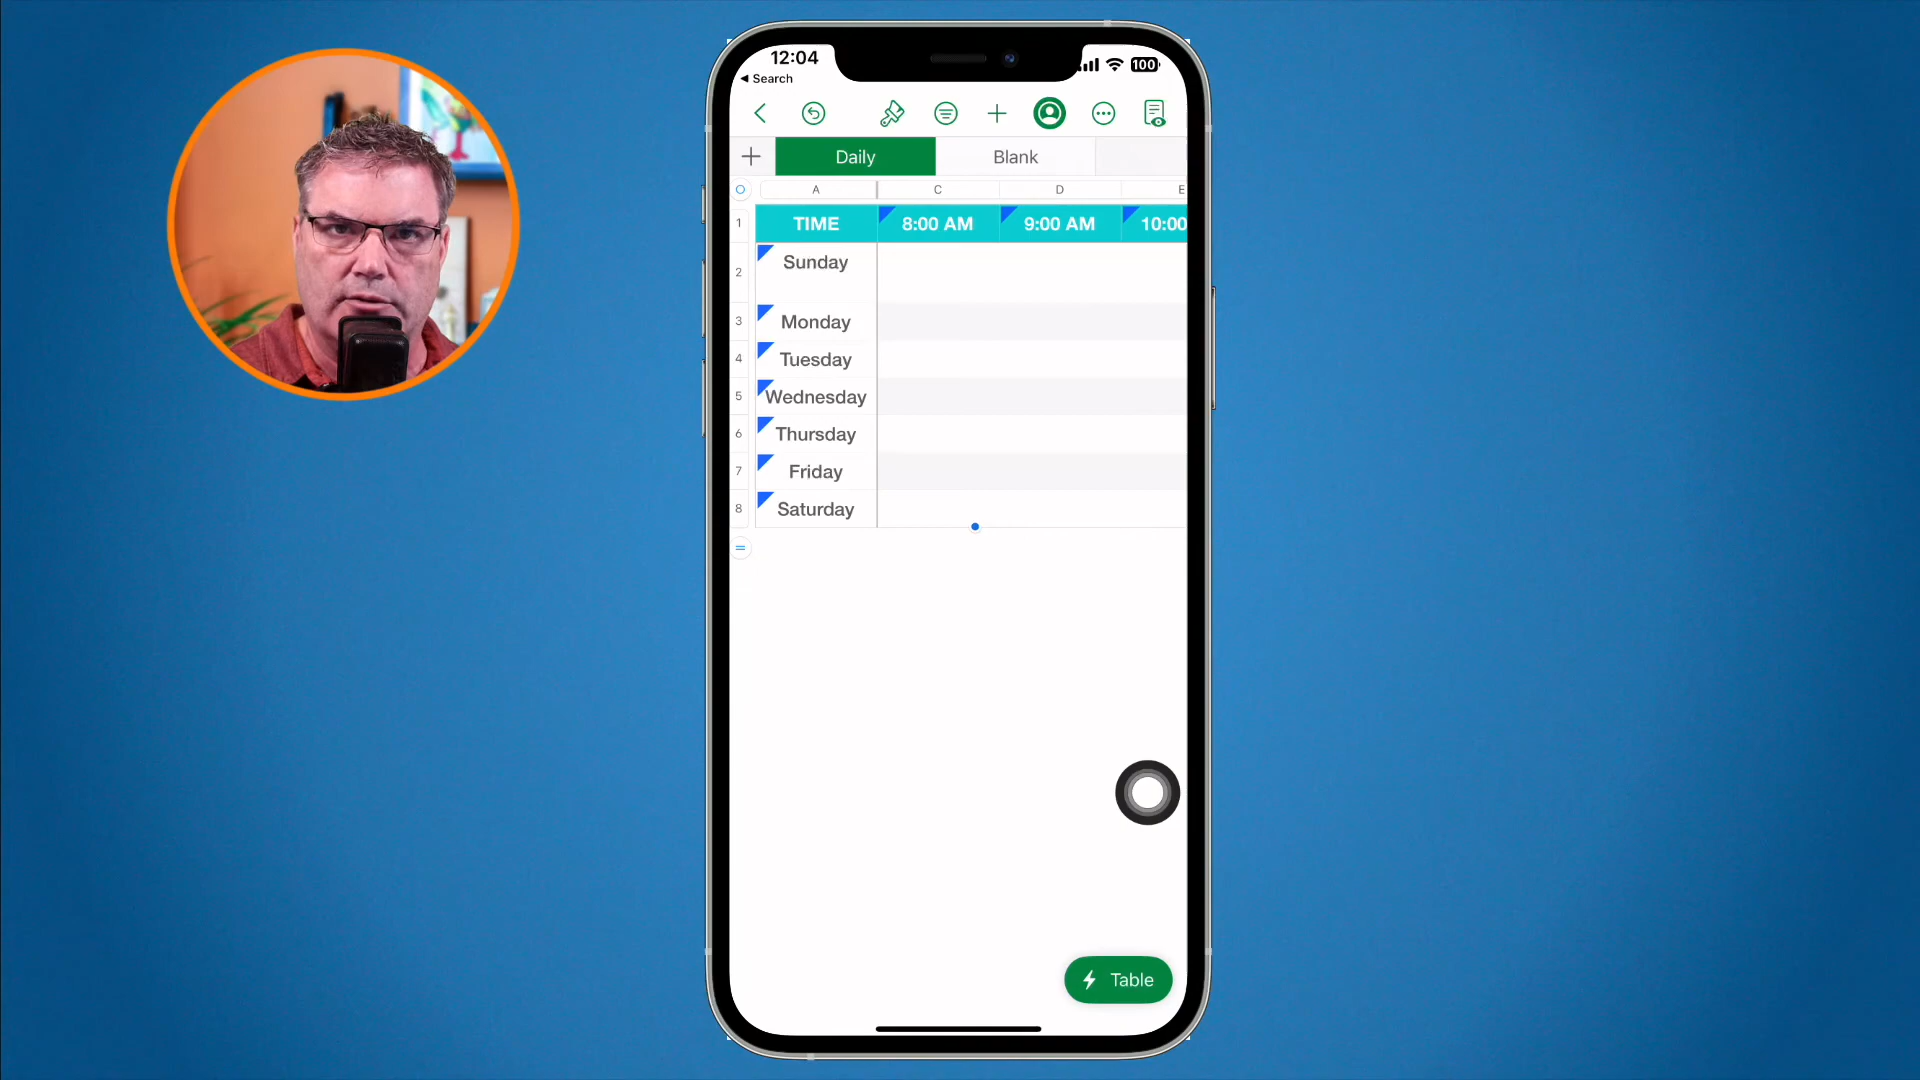 12:04
100
Search
Daily Blank
A C D E
1 TIME 8:00 AM 9:00 AM 10:00
2 Sunday
3 Monday
4 Tuesday
5 Wednesday
6 Thursday
7 Friday
8 Saturday
Table